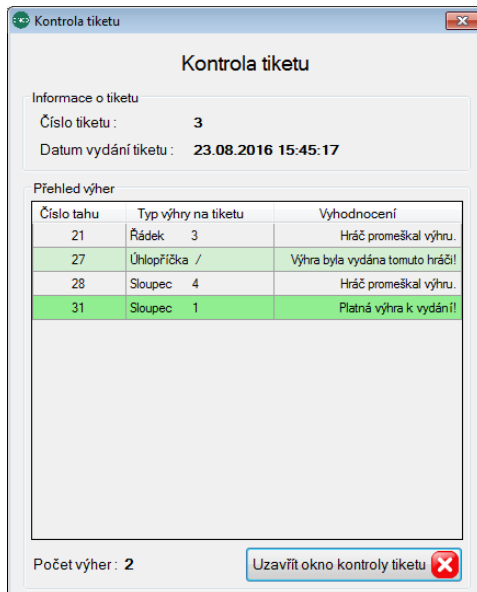 Kontrola tiketu
Kontrola tiketu
Informace o tiketu
Číslo tiketu : 3
Datum vydání tiketu : 23.08.2016 15:45:17
Přehled výher
Číslo tahu Typ výhry na tiketu Vyhodnocení
21 Řádek 3 Hráč promeškal výhru.
27 Úhlopříčka / Výhra byla vydána tomuto hráči!
28 Sloupec 4 Hráč promeškal výhru.
31 Sloupec 1 Platná výhra k vydání!
Počet výher : 2 Uzavřít okno kontroly tiketu